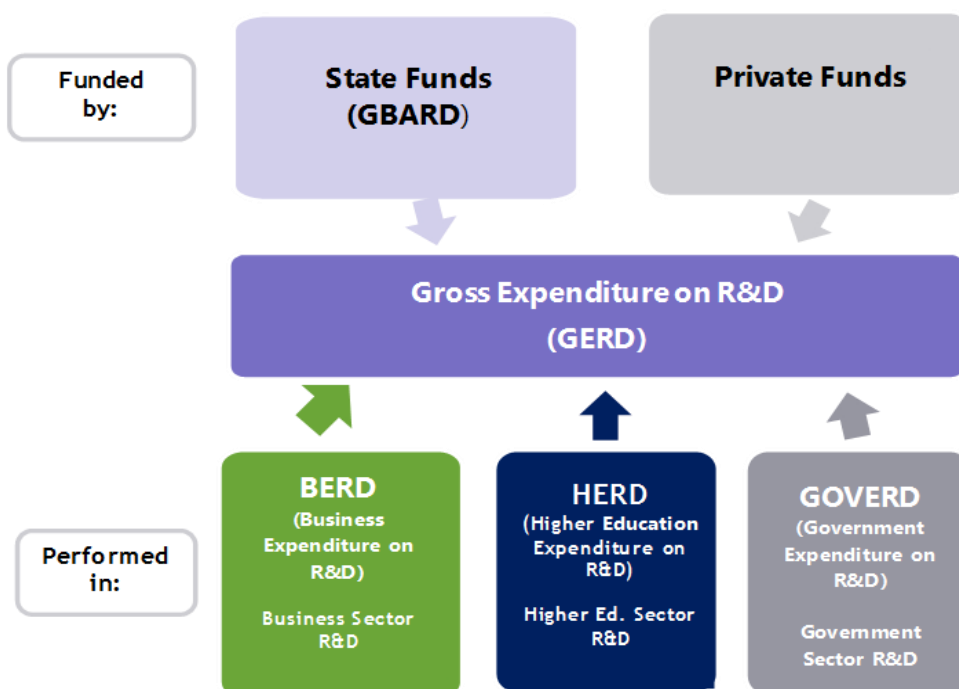 Funded
by:
State Funds
(GBARD)
Private Funds
Gross Expenditure on R&D
(GERD)
Performed
in:
BERD
(Business
Expenditure on
R&D)
Business Sector
R&D
HERD
(Higher Education
Expenditure on
R&D)
Higher Ed. Sector
R&D
GOVERD
(Government
Expenditure on
R&D)
Government
Sector R&D